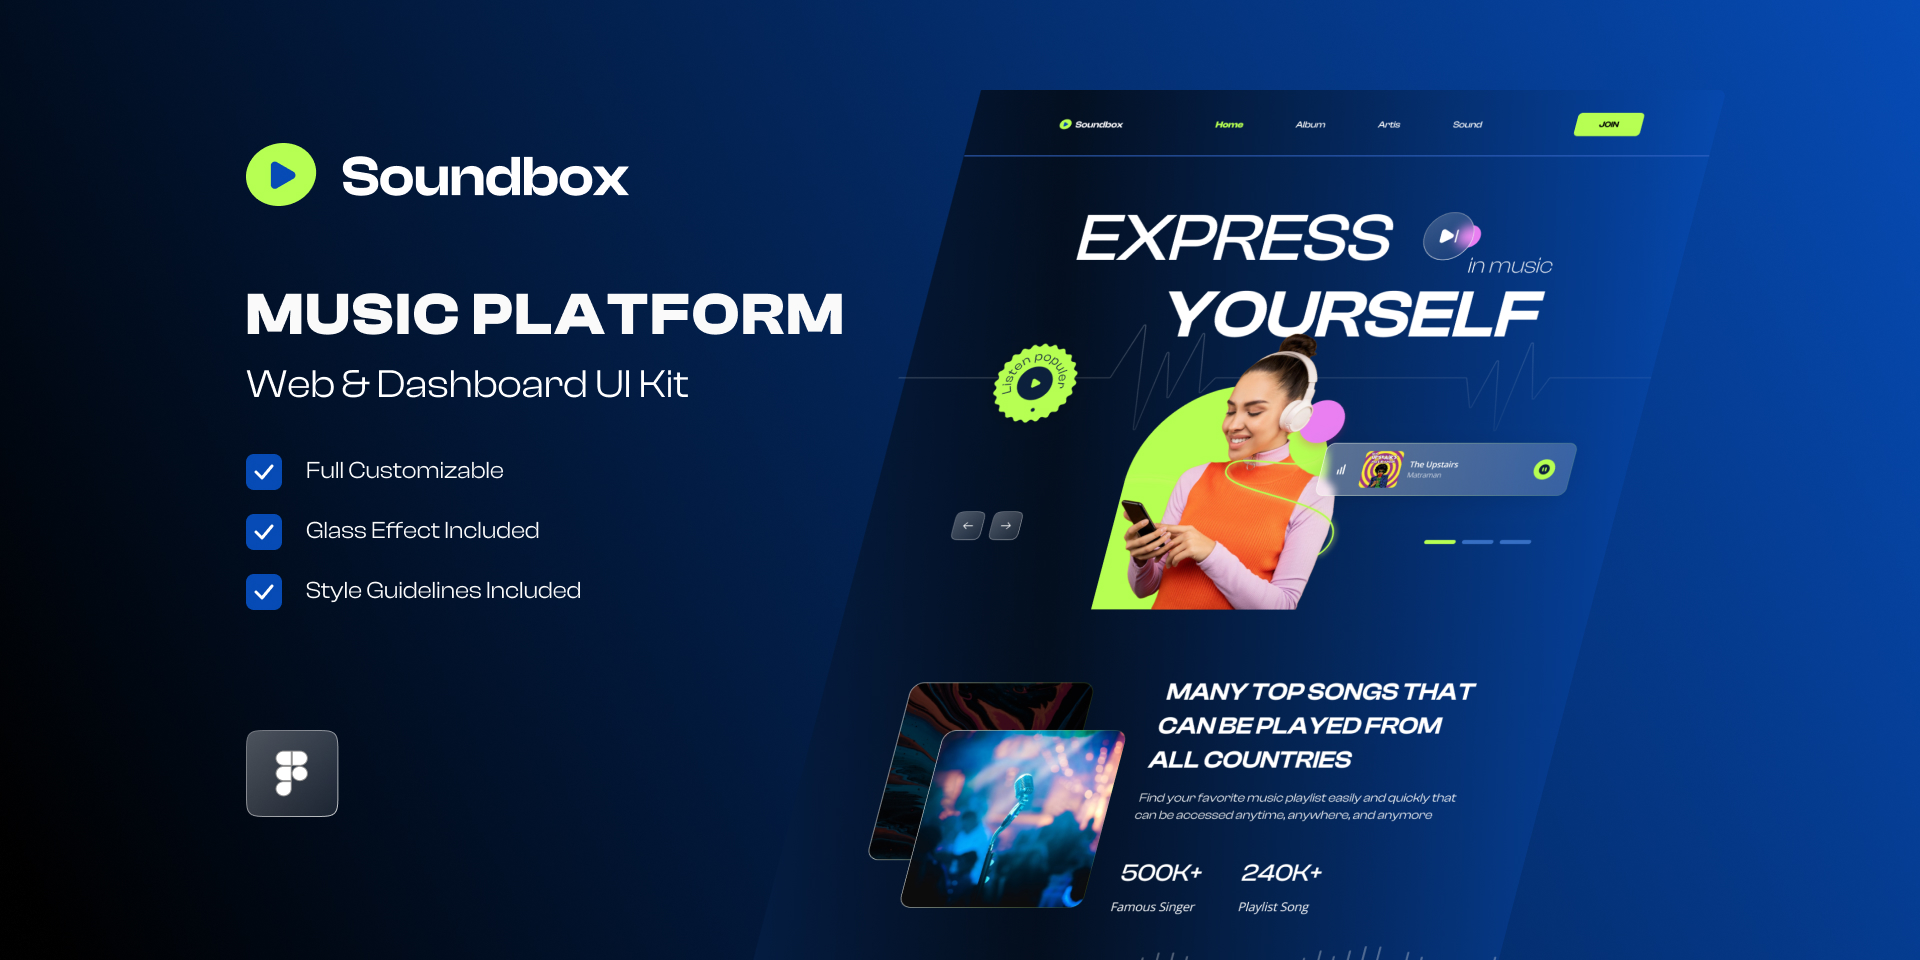 Soundbox
MUSIC PLATFORM
Web & Dashboard UI Kit
Full Customizable
Glass Effect Included
Style Guidelines Included
Soundbox
Home
Album
Artis
Sound
JOIN
EXPRESS
in music
YOURSELF
Listen populer
The Upstairs
Matraman
MANY TOP SONGS THAT
CAN BE PLAYED FROM
ALL COUNTRIES
Find your favorite music playlist easily and quickly that
can be accessed anytime, anywhere, and anymore
500K+
240K+
Famous Singer
Playlist Song